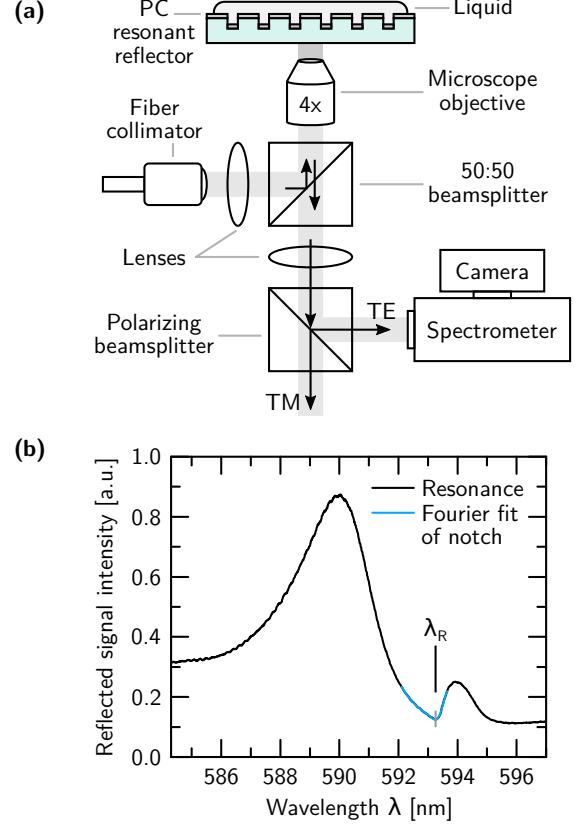 (a)
PC
resonant
reflector
Liquid
4x
Microscope
objective
Fiber
collimator
50:50
beamsplitter
Lenses
Camera
Polarizing
beamsplitter
TE
Spectrometer
TM
(b)
Reflected signal intensity [a.u.]
1.0
0.8
0.6
0.4
0.2
0.0
Resonance
Fourier fit
of notch
λR
586 588 590 592 594 596
Wavelength λ [nm]